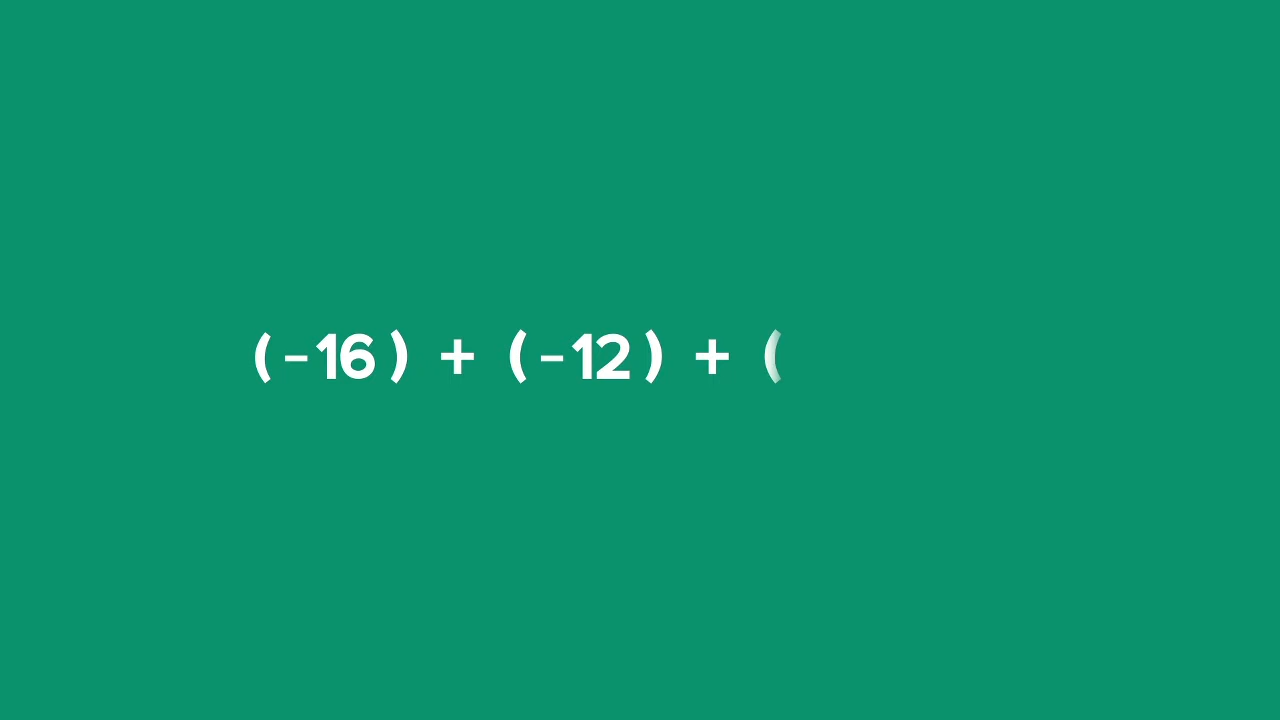 (-16) + (-12) + (